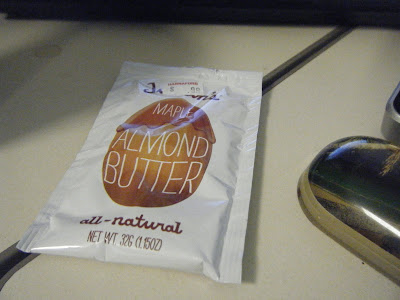 MAPLE
ALMOND
BUTTER
all-natural
NET WT. 32G (1.15OZ)